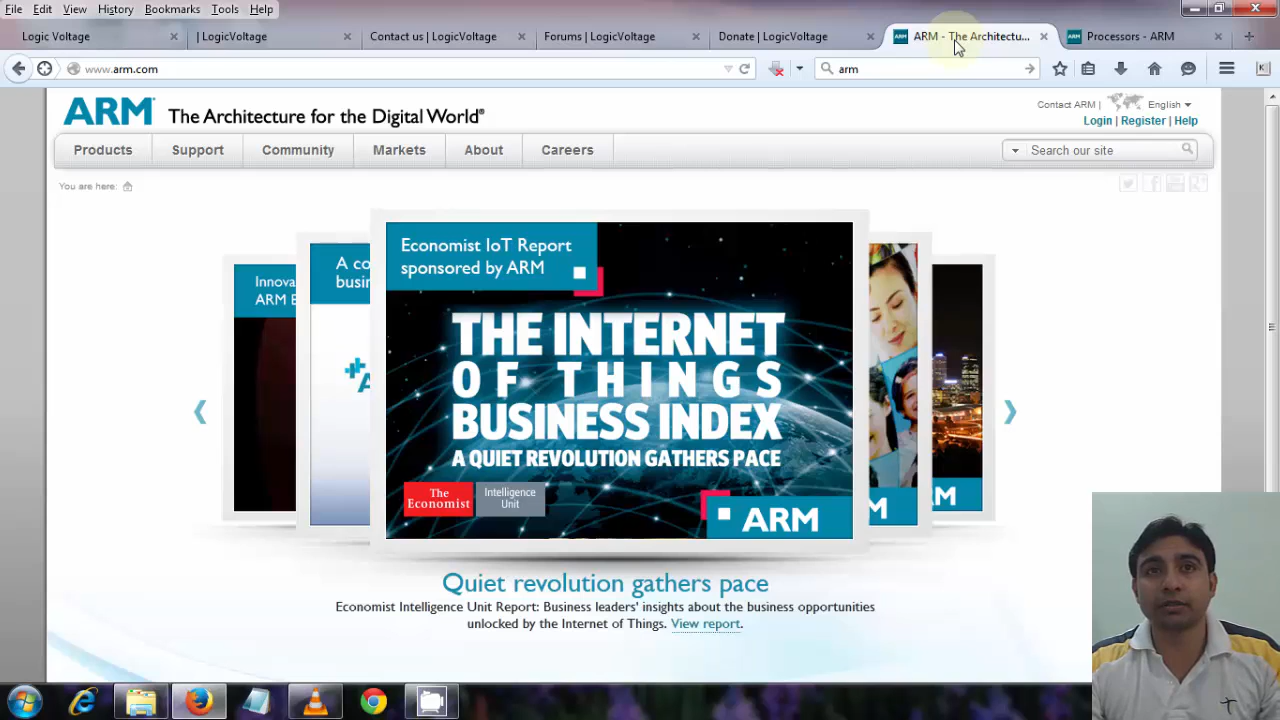 File Edit View History Bookmarks Tools Help
Logic Voltage
| LogicVoltage
Contact us | LogicVoltage
Forums | LogicVoltage
Donate | LogicVoltage
ARM - The Architectu...
Processors - ARM
www.arm.com
arm
ARM The Architecture for the Digital World®
Contact ARM | English
Login | Register | Help
Products Support Community Markets About Careers
Search our site
You are here:
Innova
ARM E
A co
busin
Economist IoT Report
sponsored by ARM
THE INTERNET
OF THINGS
BUSINESS INDEX
A QUIET REVOLUTION GATHERS PACE
The
Economist
Intelligence
Unit
ARM
Quiet revolution gathers pace
Economist Intelligence Unit Report: Business leaders' insights about the business opportunities
unlocked by the Internet of Things. View report.